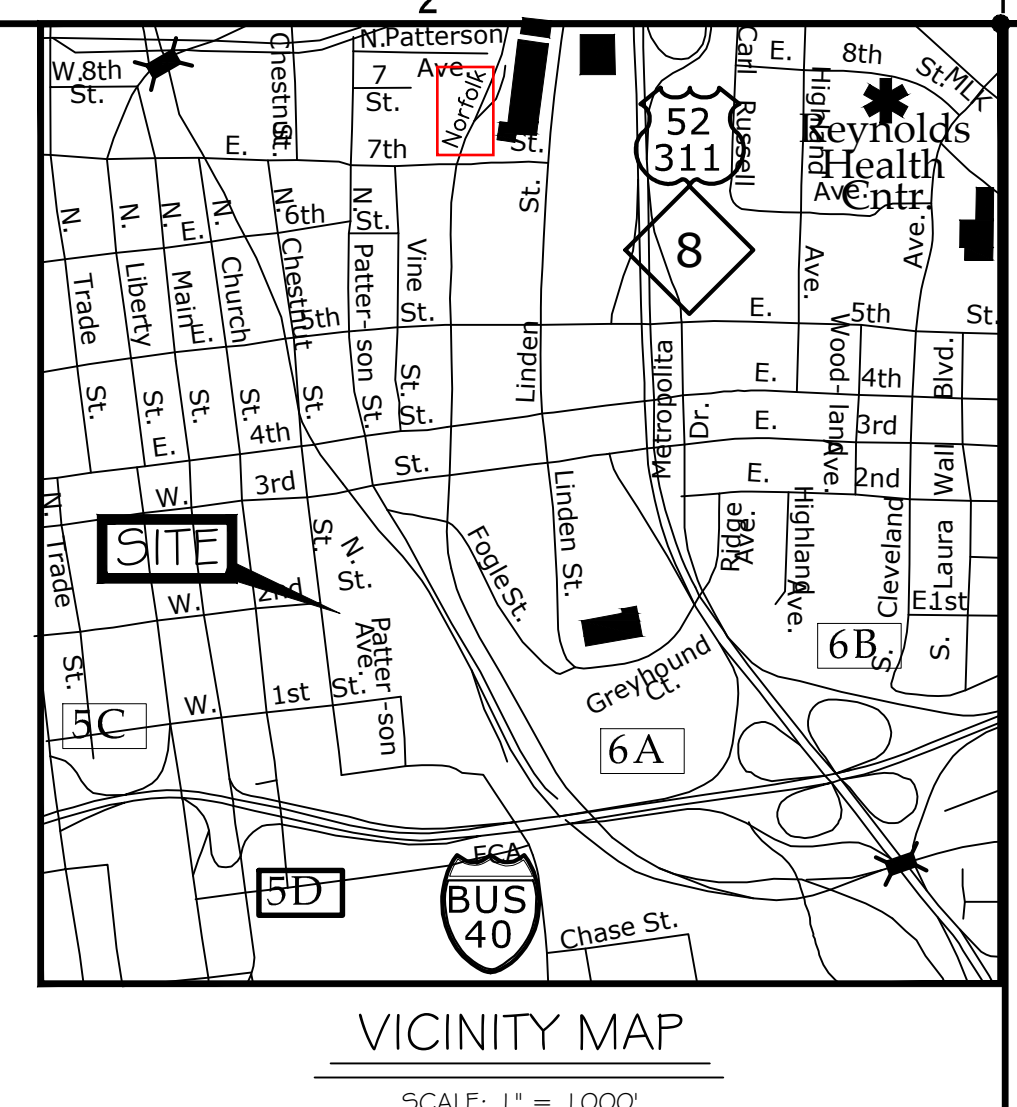 2
N.Patterson
Ave.
W.8th
St.
Chestnut
St.
7
St.
7th
E.
Norfolk
St.
Carl
Russell
E.
8th
St.
MLK
Highland
Ave.
52
311
Reynolds
Health
Cntr.
8
N.
N.
N.
N.
N.
N.
E.
6th
St.
St.
Ave.
Trade
Liberty
Main
Church
Chestnut
Patter-son
Vine
Linden
Ave.
E.
5th
St.
E.
5th
St.
St.
St.
St.
St.
St.
St.
St.
E.
4th
St.
Metropolita
Dr.
E.
4th
Wood-land
Ave.
Blvd.
E.
3rd
E.
2nd
Wall
W.
3rd
St.
N.
Trade
St.
SITE
St.
N.
W.
2nd
St.
Patter-son
Ave.
Fogle St.
Linden St.
Ridge
Ave.
Highland
Ave.
Cleveland
Laura
E.
1st
S.
S.
6B
Greyhound
Ct.
W.
1st
St.
5C
6A
5D
BUS
40
Chase St.
VICINITY MAP
SCALE: 1" = 1000'